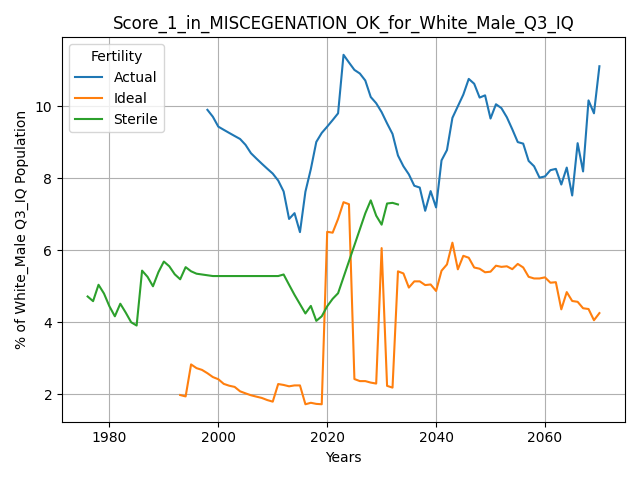 Score_1_in_MISCEGENATION_OK_for_White_Male_Q3_IQ
Fertility
Actual
Ideal
Sterile
% of White_Male Q3_IQ Population
10
8
6
4
2
1980
2000
2020
2040
2060
Years